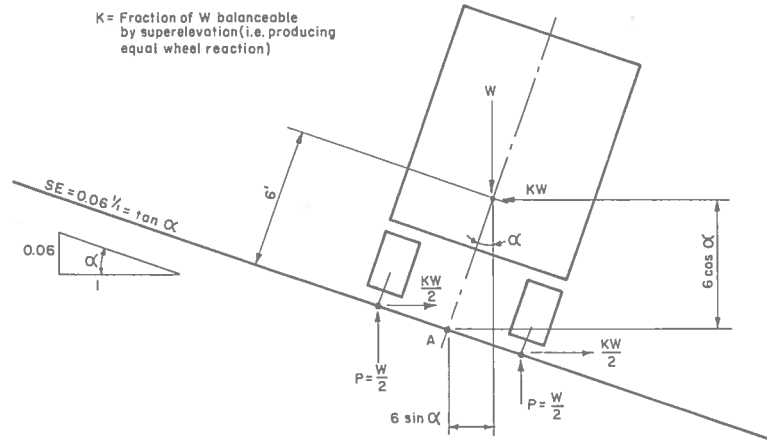 K = Fraction of W balanceable
by superelevation (i.e. producing
equal wheel reaction)
W
KW
6'
SE = 0.06 1/1 = tan α
0.06
α
1
α
6 cos α
KW/2
A
KW/2
P = W/2
P = W/2
6 sin α